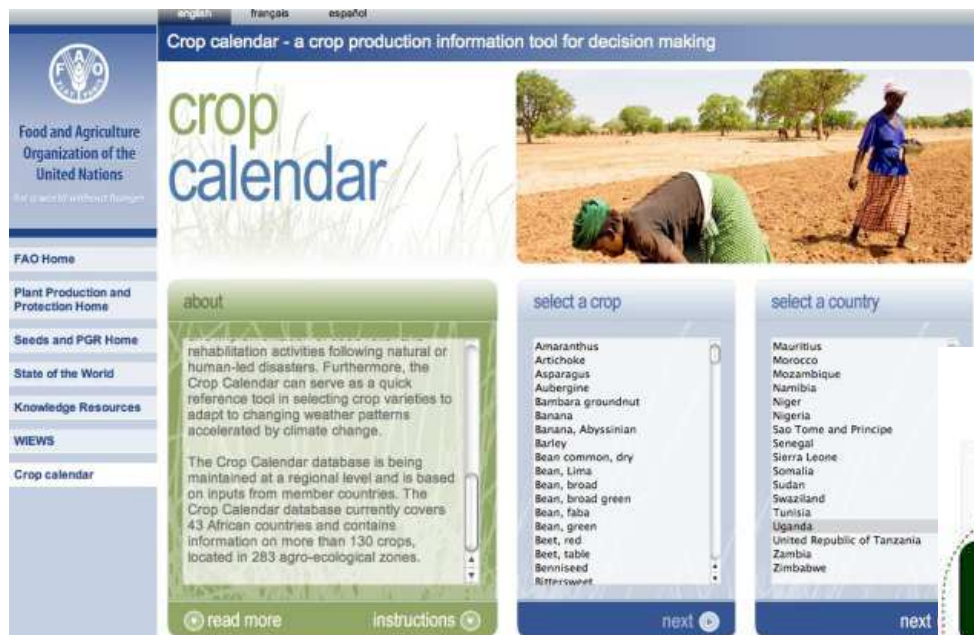 english français español
Crop calendar - a crop production information tool for decision making
F A O
FIAT PANIS
Food and Agriculture
Organization of the
United Nations
for a world without hunger
crop
calendar
FAO Home
Plant Production and
Protection Home
Seeds and PGR Home
State of the World
Knowledge Resources
WIEWS
Crop calendar
about
rehabilitation activities following natural or
human-led disasters. Furthermore, the
Crop Calendar can serve as a quick
reference tool in selecting crop varieties to
adapt to changing weather patterns
accelerated by climate change.
The Crop Calendar database is being
maintained at a regional level and is based
on inputs from member countries. The
Crop Calendar database currently covers
43 African countries and contains
information on more than 130 crops,
located in 283 agro-ecological zones.
read more instructions
select a crop
Amaranthus
Artichoke
Asparagus
Aubergine
Bambara groundnut
Banana
Banana, Abyssinian
Barley
Bean common, dry
Bean, Lima
Bean, broad
Bean, broad green
Bean, faba
Bean, green
Beet, red
Beet, table
Benniseed
Bittersweet
next
select a country
Mauritius
Morocco
Mozambique
Namibia
Niger
Nigeria
Sao Tome and Principe
Senegal
Sierra Leone
Somalia
Sudan
Swaziland
Tunisia
Uganda
United Republic of Tanzania
Zambia
Zimbabwe
next